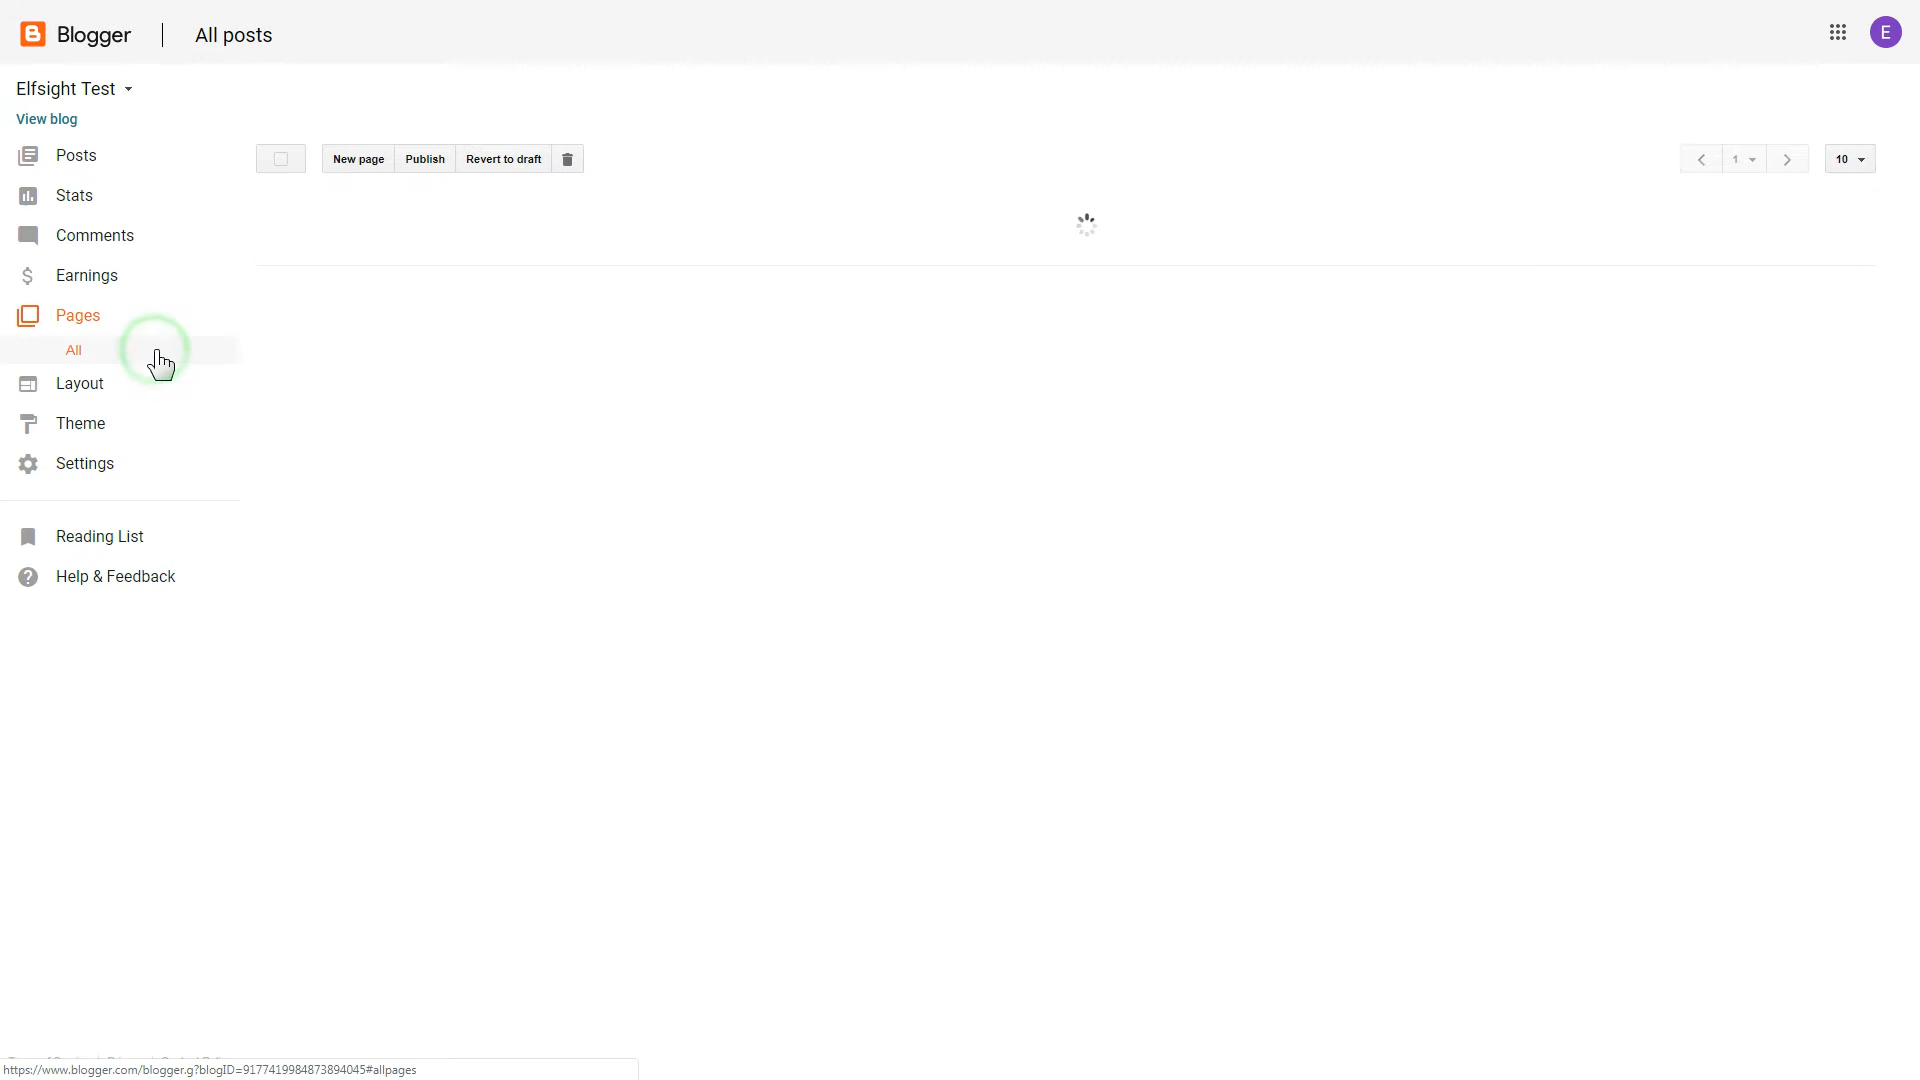 Blogger
All posts
E
Elfsight Test
View blog
Posts
New page
Publish
Revert to draft
1
10
Stats
Comments
Earnings
Pages
All
Layout
Theme
Settings
Reading List
Help & Feedback
https://www.blogger.com/blogger.g?blogID=9177419984873894045#allpages